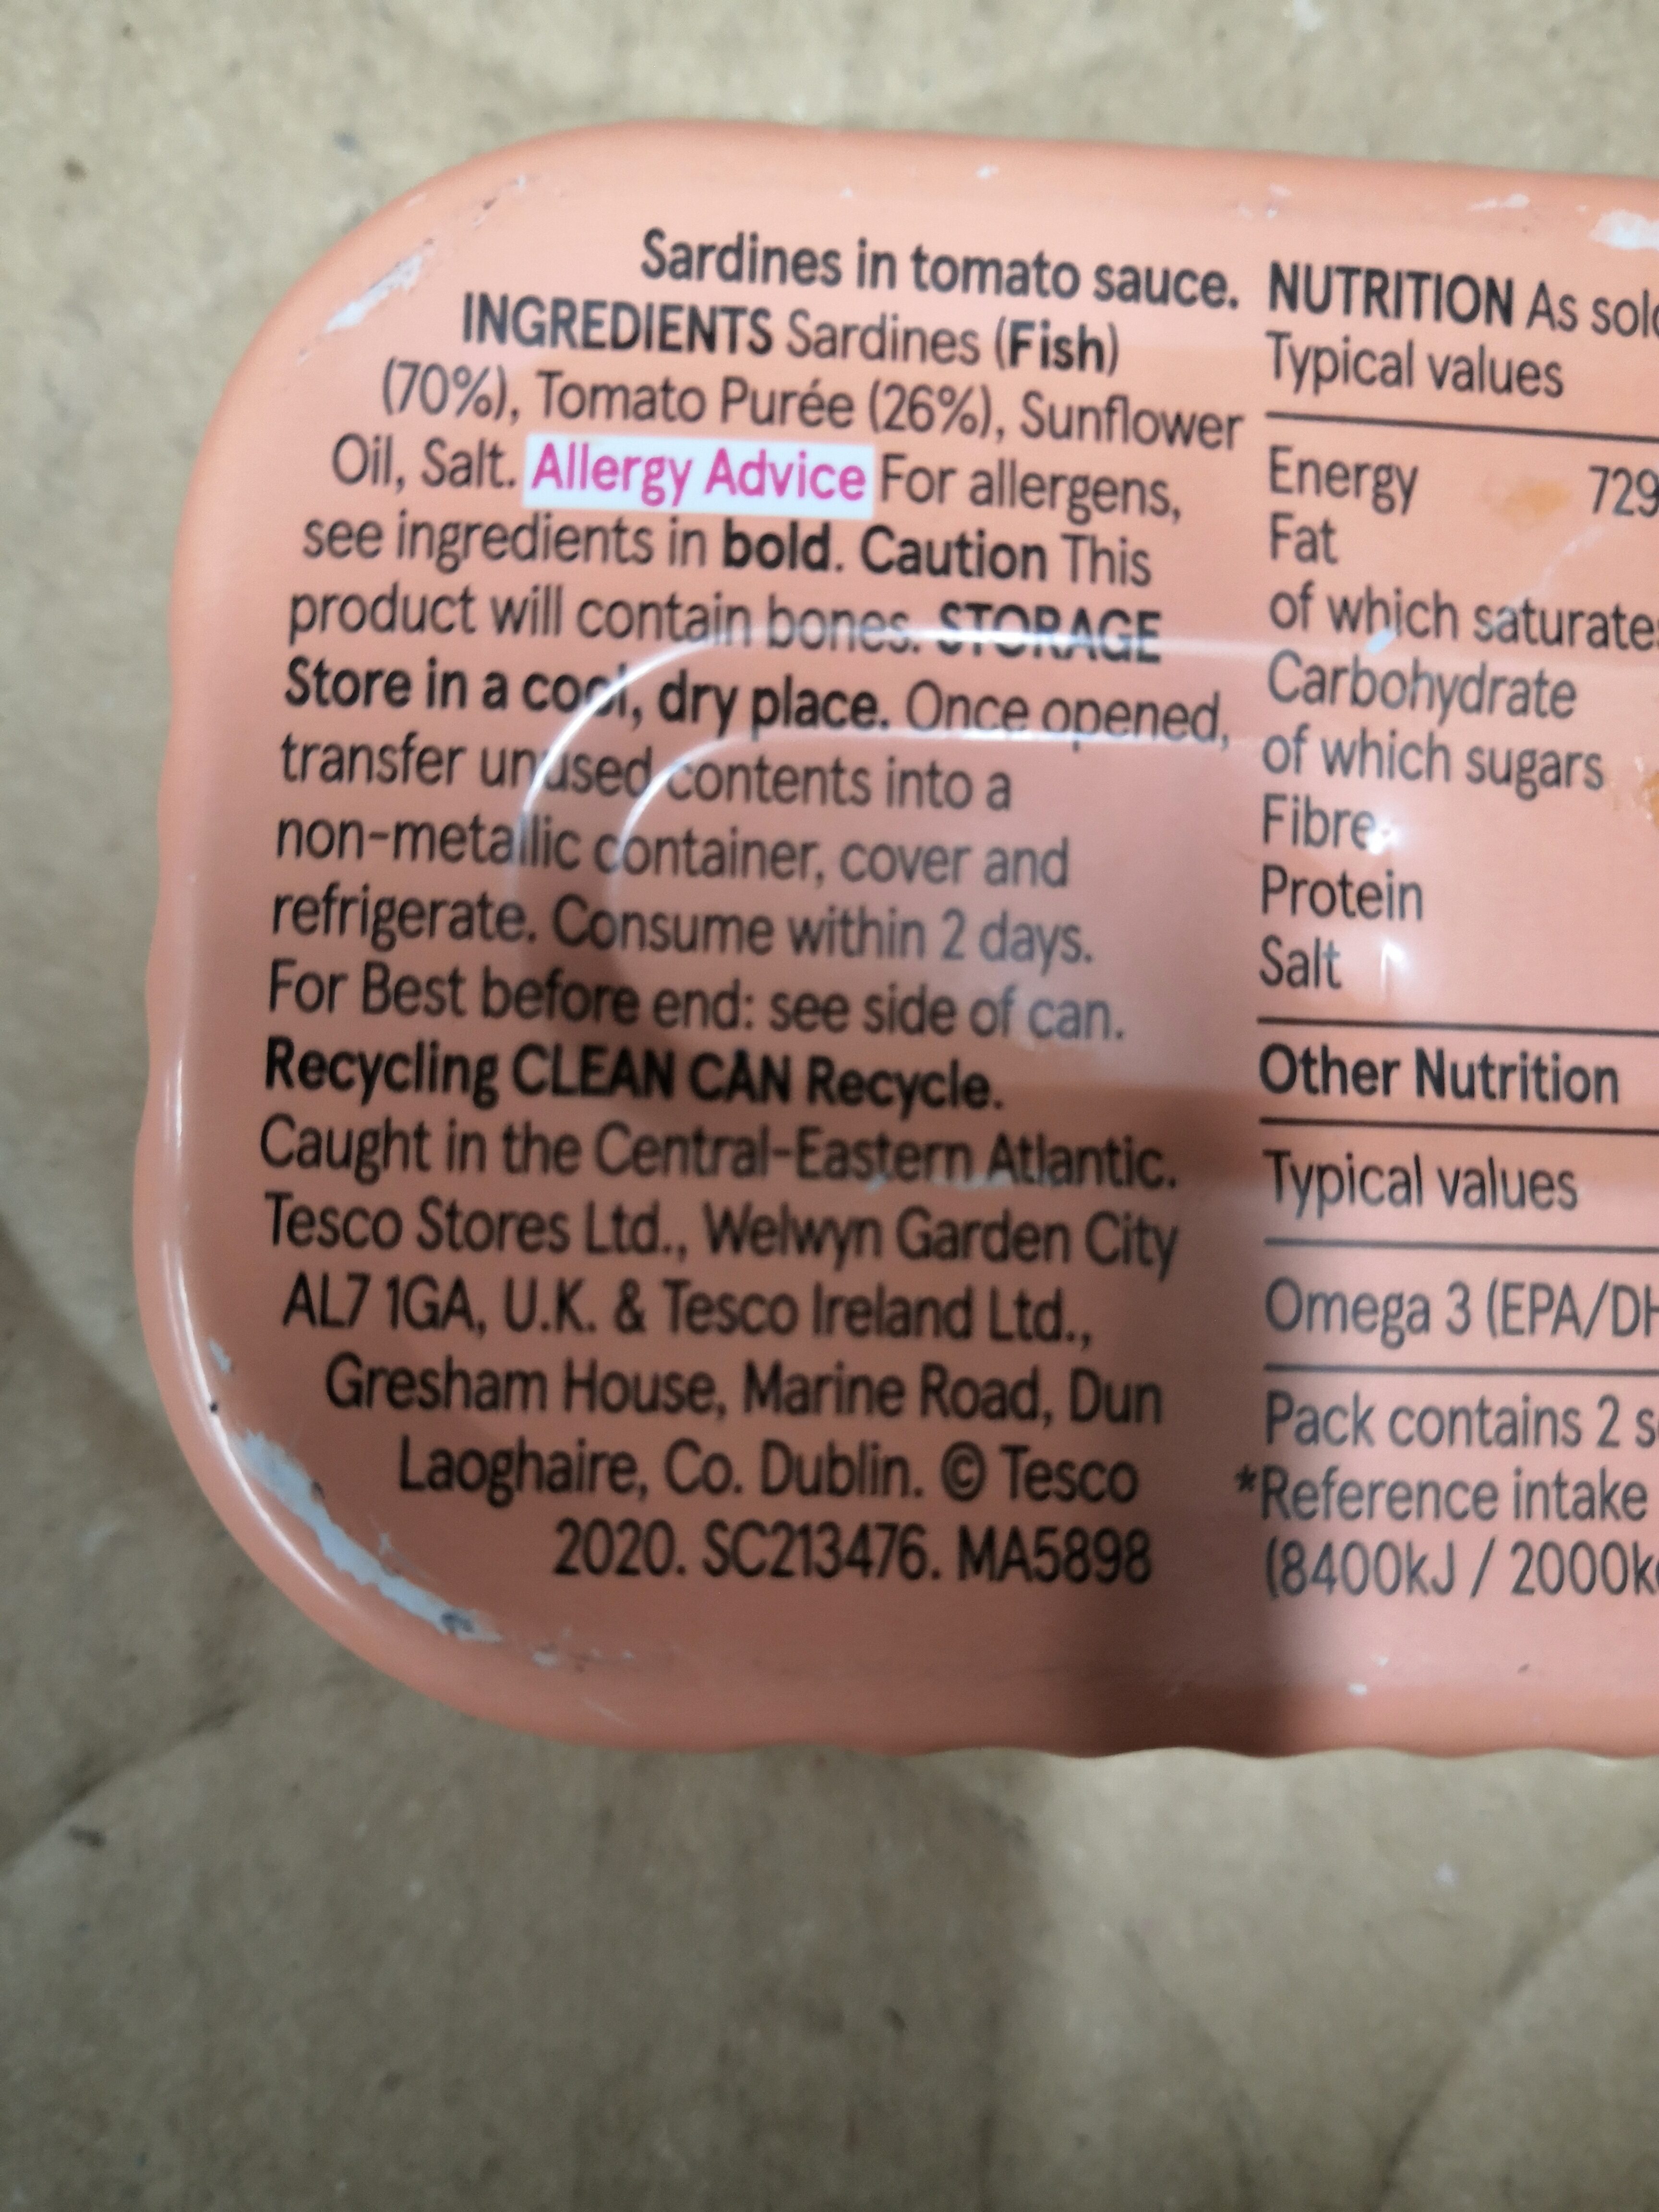 Sardines in tomato sauce.
INGREDIENTS Sardines (Fish)
(70%), Tomato Purée (26%), Sunflower
Oil, Salt. Allergy Advice For allergens,
see ingredients in bold. Caution This
product will contain bones. STORAGE
Store in a cool, dry place. Once opened,
transfer unused contents into a
non-metallic container, cover and
refrigerate. Consume within 2 days.
For Best before end: see side of can.
Recycling CLEAN CAN Recycle.
Caught in the Central-Eastern Atlantic.
Tesco Stores Ltd., Welwyn Garden City
AL7 1GA, U.K. & Tesco Ireland Ltd.,
Gresham House, Marine Road, Dun
Laoghaire, Co. Dublin. © Tesco
2020. SC213476. MA5898
NUTRITION As
Typical values
Energy 729
Fat
of which
Carbohydrate
of which sugars
Fibre
Protein
Salt
Other Nutrition
Typical values
Omega 3
Pack contains 2
*Reference intake
(8400kJ /